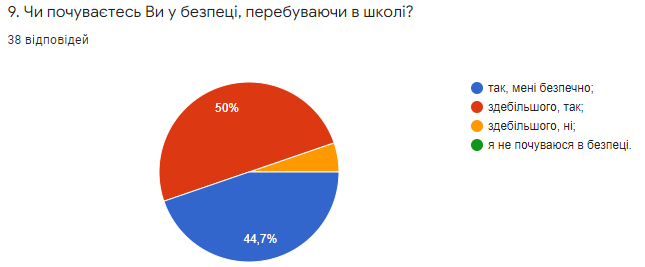 9. Чи почуваєтесь Ви у безпеці, перебуваючи в школі?
38 відповідей
так, мені безпечно;
здебільшого, так;
здебільшого, ні;
я не почуваюся в безпеці.
50%
44,7%